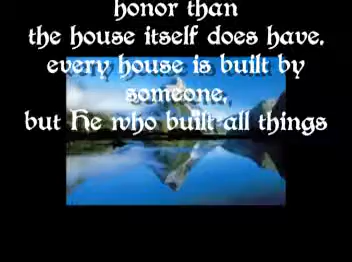 honor than
the house itself does have.
every house is built by
someone,
but He who built all things